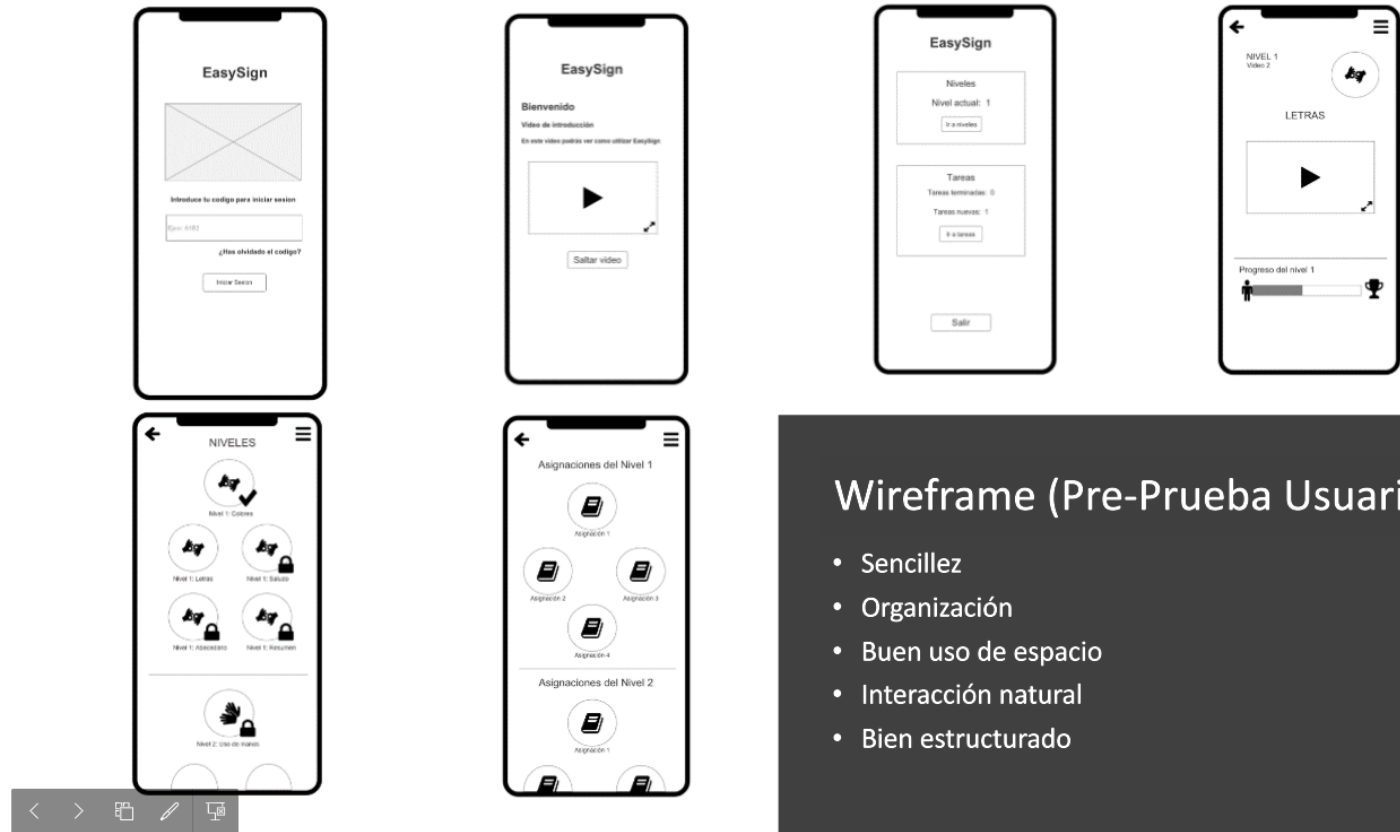 EasySign
Introduce tu codigo para iniciar sesion
Ejem: A1B2
¿Has olvidado el codigo?
Iniciar Sesion
EasySign
Bienvenido
Video de introducción
En este video podrás ver como utilizar EasySign
Saltar video
EasySign
Niveles
Nivel actual: 1
Ir a niveles
Tareas
Tareas terminadas: 0
Tareas nuevas: 1
Ir a tareas
Salir
NIVEL 1
Video 2
LETRAS
Progreso del nivel 1
NIVELES
Nivel 1: Colores
Nivel 1: Letras
Nivel 1: Saludo
Nivel 1: Abecedario
Nivel 1: Resumen
Nivel 2: Uso de manos
Asignaciones del Nivel 1
Asignación 1
Asignación 2
Asignación 3
Asignación 4
Asignaciones del Nivel 2
Asignación 1
Wireframe (Pre-Prueba Usuari
• Sencillez
• Organización
• Buen uso de espacio
• Interacción natural
• Bien estructurado